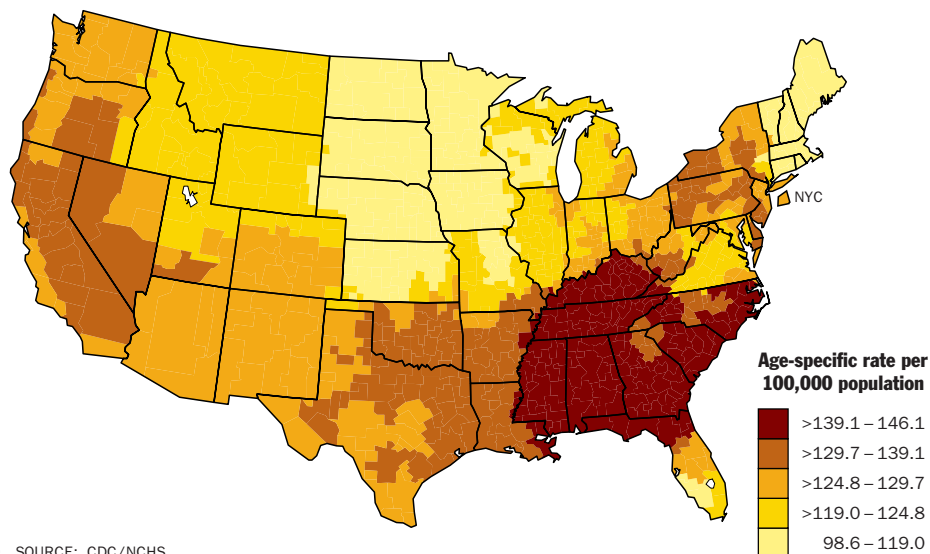 NYC
Age-specific rate per
100,000 population
>139.1 – 146.1
>129.7 – 139.1
>124.8 – 129.7
>119.0 – 124.8
98.6 – 119.0
SOURCE: CDC/NCHS